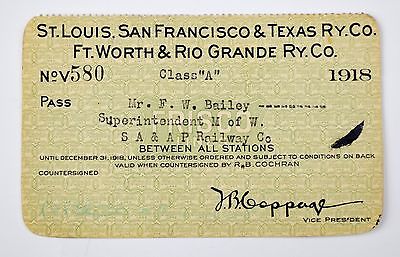 ST. LOUIS, SAN FRANCISCO & TEXAS RY. CO.
FT. WORTH & RIO GRANDE RY. CO.
NO V580 Class "A" 1918
PASS Mr. F. W. Bailey -------
Superintendent M of W.
S A & A P Railway Co
BETWEEN ALL STATIONS
UNTIL DECEMBER 31, 1918, UNLESS OTHERWISE ORDERED AND SUBJECT TO CONDITIONS ON BACK
VALID WHEN COUNTERSIGNED BY R. B. COCHRAN
COUNTERSIGNED
VICE PRESIDENT